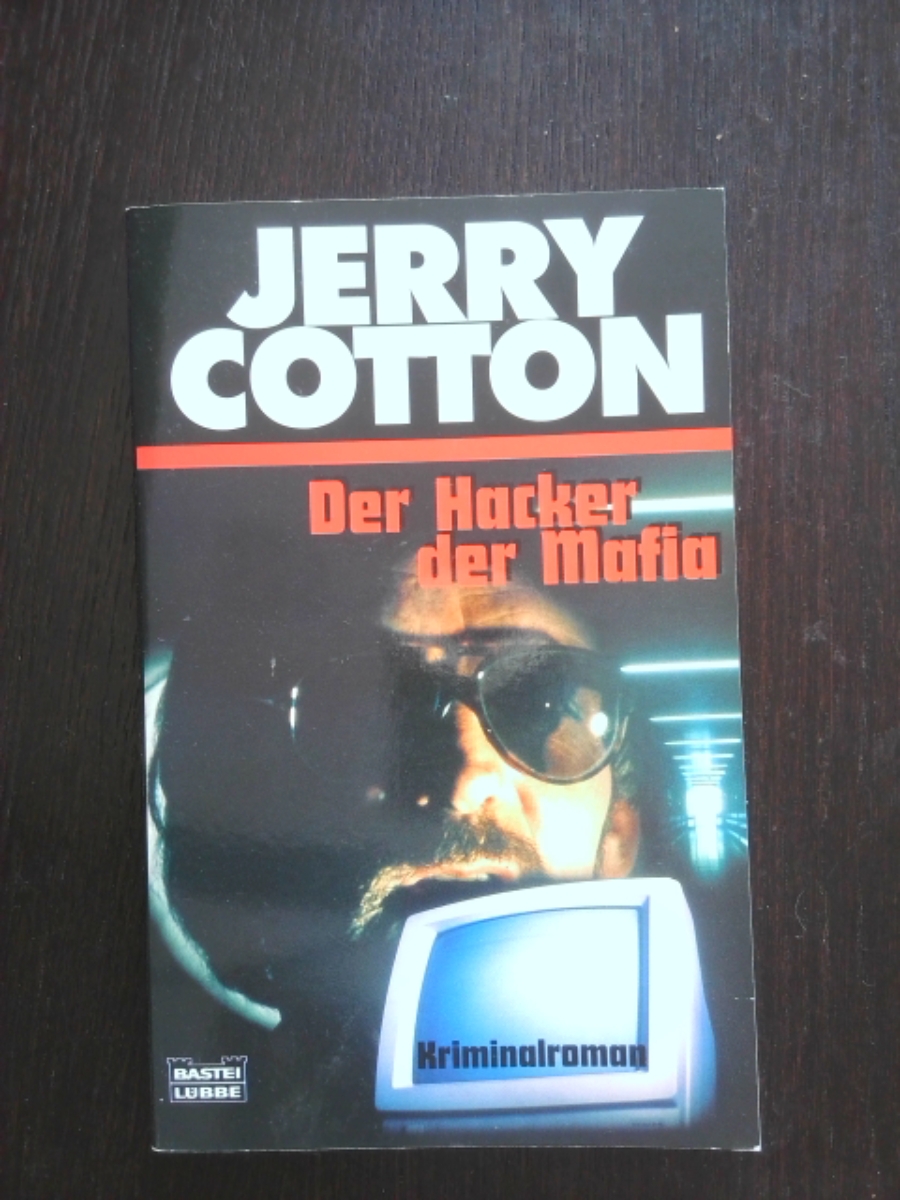 JERRY
COTTON
Der Hacker
der Mafia
Kriminalroman
BASTEI
LÜBBE